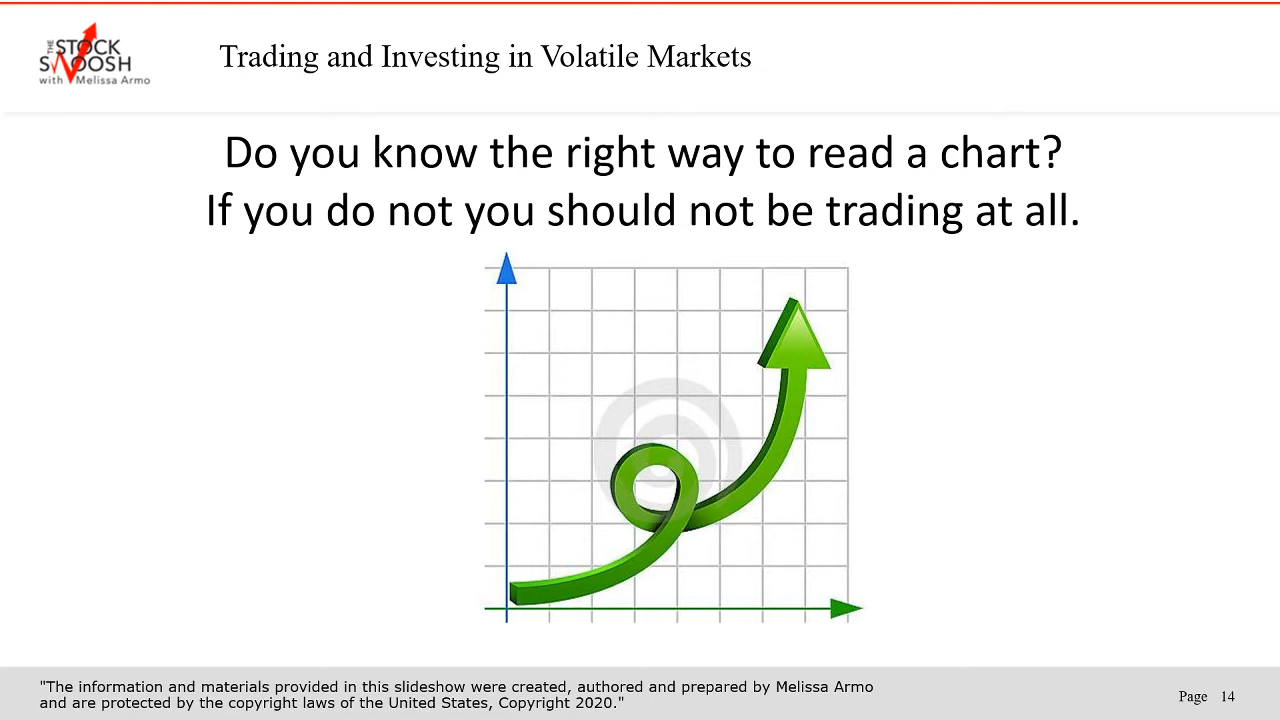 THE
STOCK
SWOOSH
with Melissa Armo
Trading and Investing in Volatile Markets
Do you know the right way to read a chart?
If you do not you should not be trading at all.
"The information and materials provided in this slideshow were created, authored and prepared by Melissa Armo
and are protected by the copyright laws of the United States, Copyright 2020."
Page 14